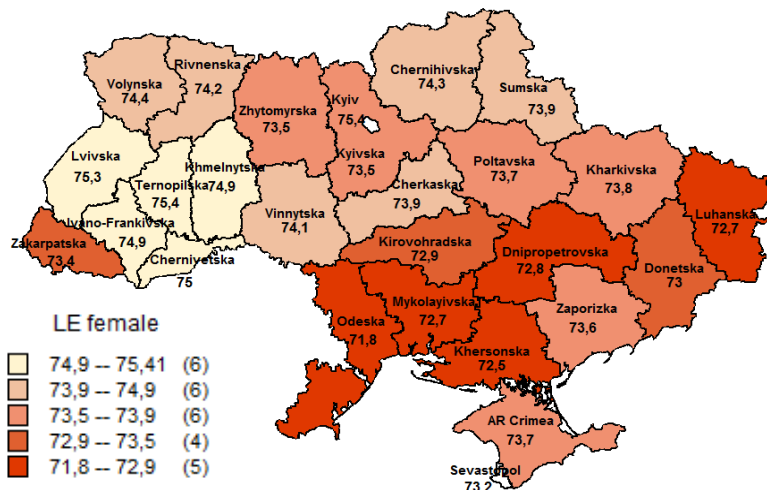 Rivnenska
74,2
Volynska
74,4
Chernihivska
74,3
Sumska
73,9
Kyiv
75,4
Zhytomyrska
73,5
Kyivska
73,5
Poltavska
73,7
Kharkivska
73,8
Lvivska
75,3
Khmelnytska
74,9
Ternopilska
75,4
Cherkaska
73,9
Luhanska
72,7
Ivano-Frankivska
74,9
Vinnytska
74,1
Zakarpatska
73,4
Kirovohradska
72,9
Dnipropetrovska
72,8
Chernivetska
75
Donetska
73
Mykolayivska
72,7
Zaporizka
73,6
Odeska
71,8
Khersonska
72,5
AR Crimea
73,7
Sevastopol
73,2
LE female
74,9 -- 75,41 (6)
73,9 -- 74,9 (6)
73,5 -- 73,9 (6)
72,9 -- 73,5 (4)
71,8 -- 72,9 (5)